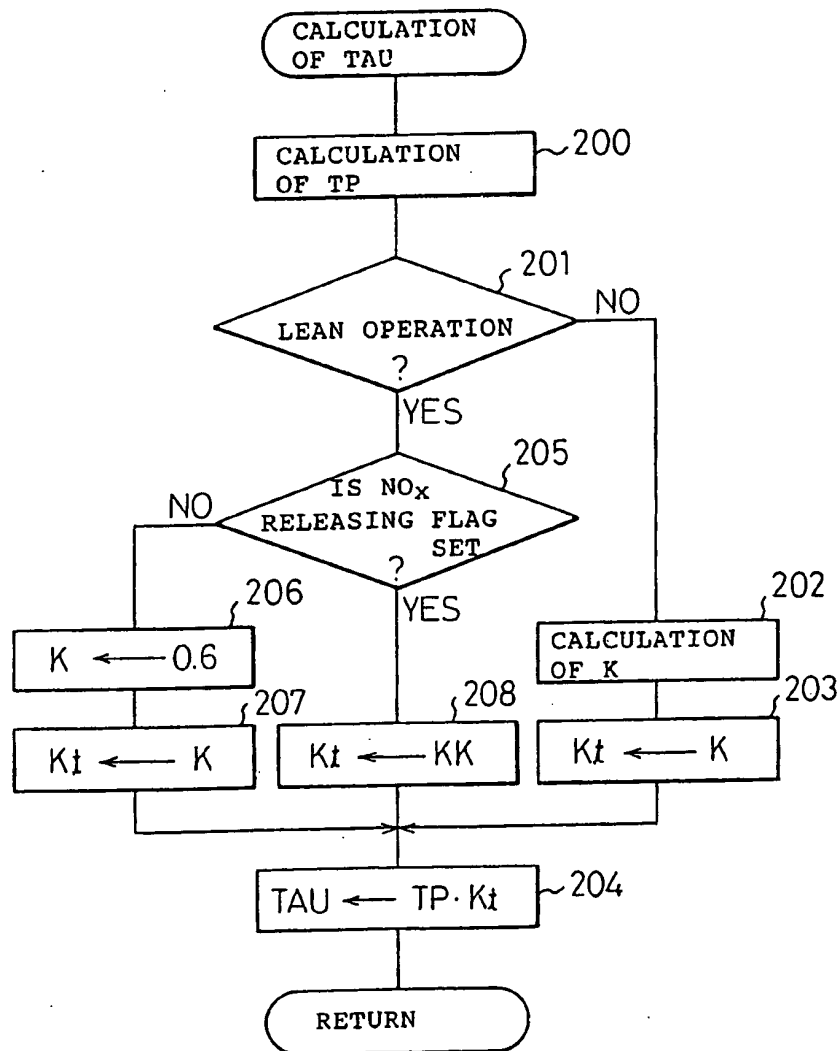 CALCULATION
OF TAU
CALCULATION
OF TP
200
201
LEAN OPERATION
?
NO
YES
205
IS NOx
RELEASING FLAG
SET
?
NO
YES
206
K ← 0.6
207
Kt ← K
208
Kt ← KK
202
CALCULATION
OF K
203
Kt ← K
TAU ← TP·Kt
204
RETURN